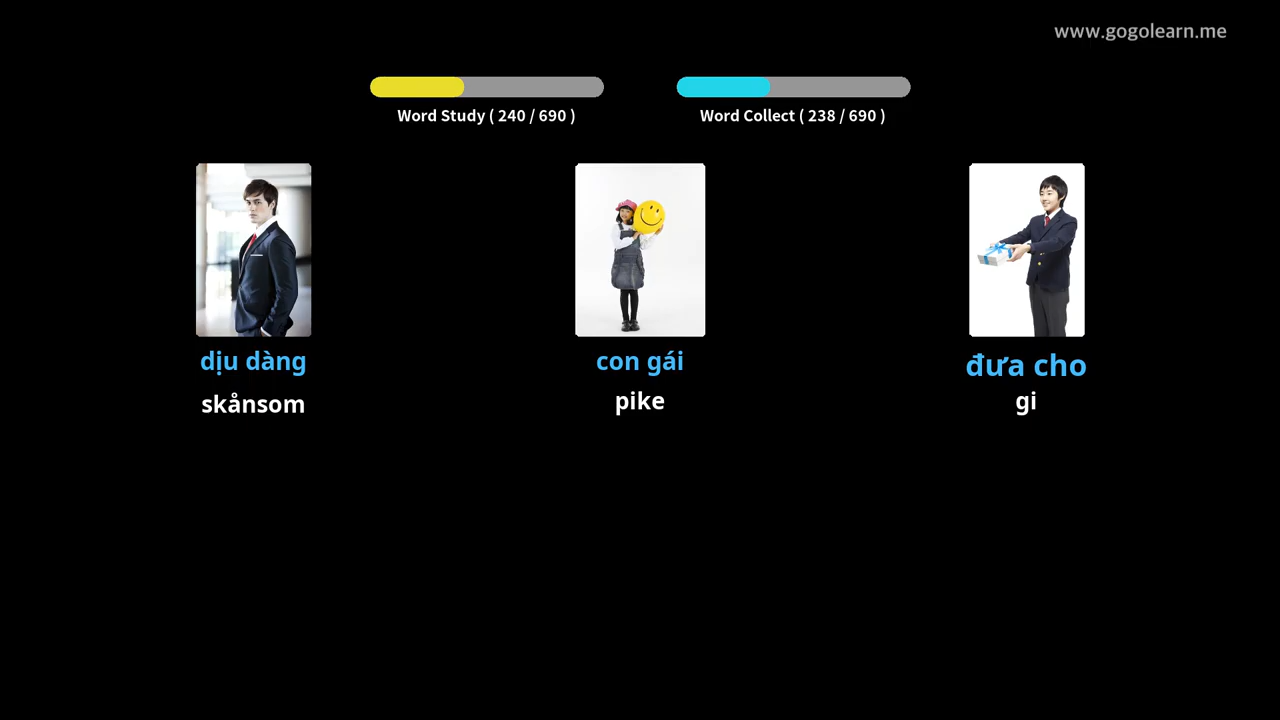 www.gogolearn.me
Word Study ( 240 / 690 )
Word Collect ( 238 / 690 )
dịu dàng
con gái
đưa cho
skånsom
pike
gi